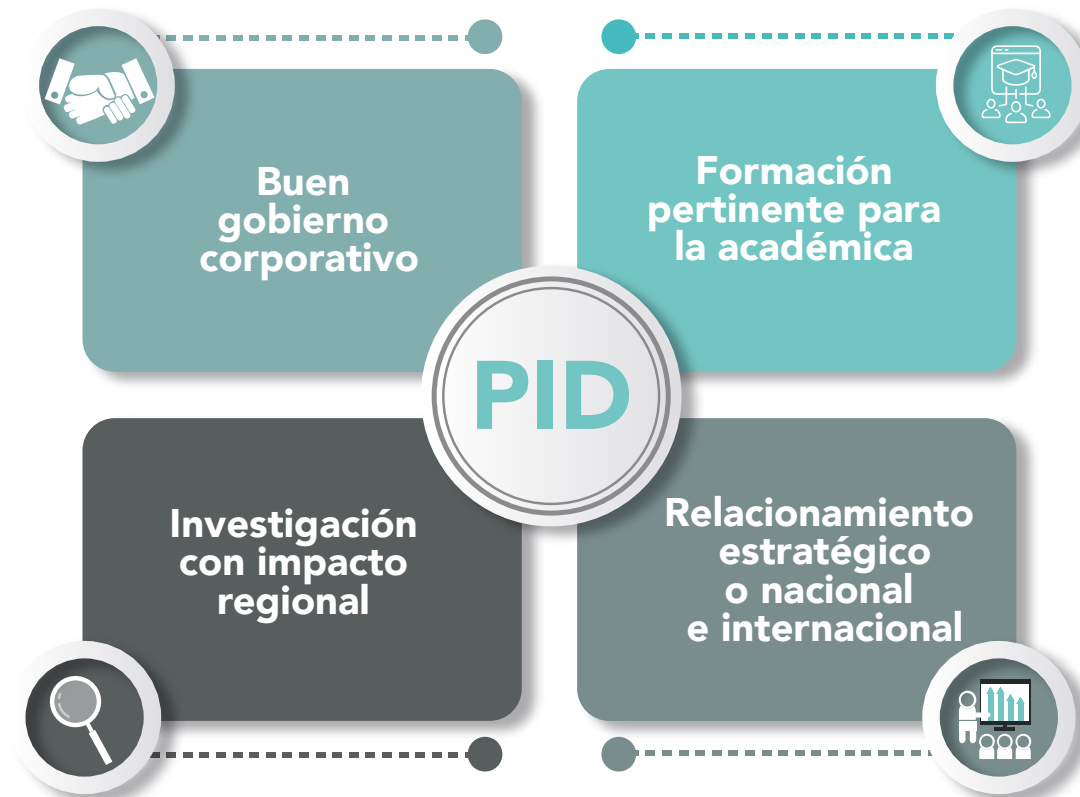 Buen
gobierno
corporativo
Formación
pertinente para
la académica
PID
Investigación
con impacto
regional
Relacionamiento
estratégico
o nacional
e internacional